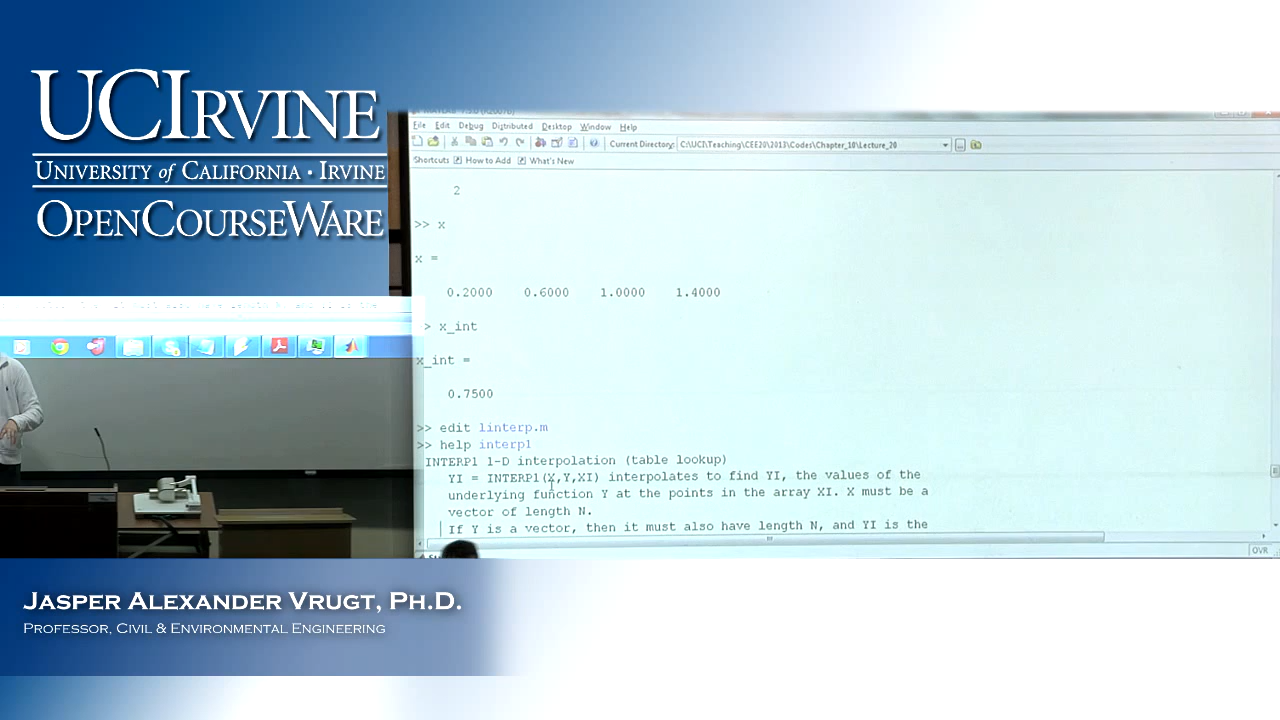 UCIRVINE
UNIVERSITY of CALIFORNIA • IRVINE
OPENCOURSEWARE
File Edit Debug Distributed Desktop Window Help
Current Directory: C:\UCI\Teaching\CEE20\2013\Codes\Chapter_18\Lecture_20
Shortcuts How to Add What's New
2
>> x
x =
0.2000 0.6000 1.0000 1.4000
> x_int
x_int =
0.7500
>> edit linterp.m
>> help interp1
INTERP1 1-D interpolation (table lookup)
YI = INTERP1(X,Y,XI) interpolates to find YI, the values of the
underlying function Y at the points in the array XI. X must be a
vector of length N.
If Y is a vector, then it must also have length N, and YI is the
OVR
JASPER ALEXANDER VRUGT, PH.D.
PROFESSOR, CIVIL & ENVIRONMENTAL ENGINEERING